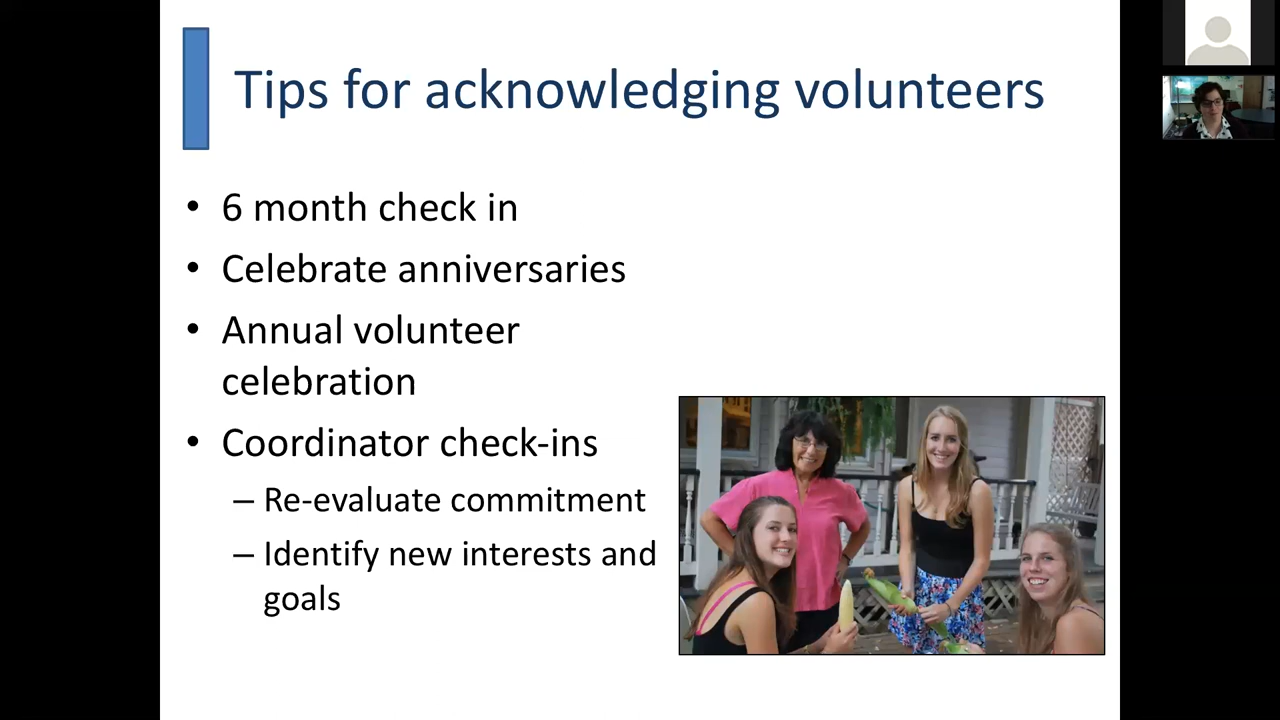 Tips for acknowledging volunteers
• 6 month check in
• Celebrate anniversaries
• Annual volunteer
celebration
• Coordinator check-ins
– Re-evaluate commitment
– Identify new interests and
goals